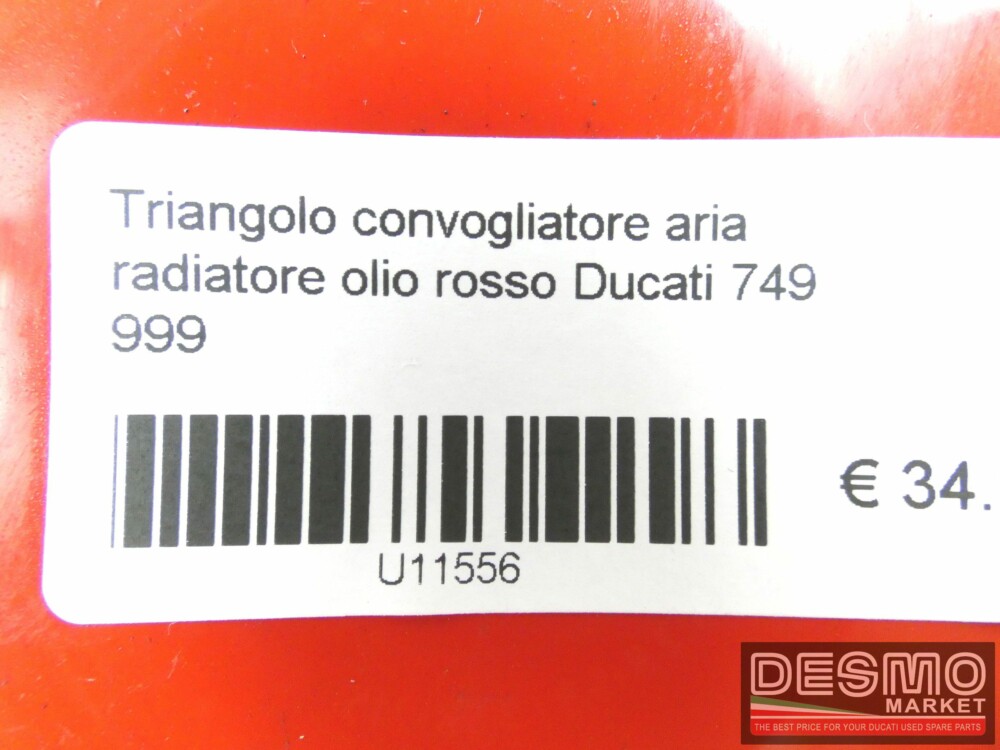 Triangolo convogliatore aria
radiatore olio rosso Ducati 749
999
€ 34.
U11556
DESMO
MARKET
THE BEST PRICE FOR YOUR DUCATI USED SPARE PARTS